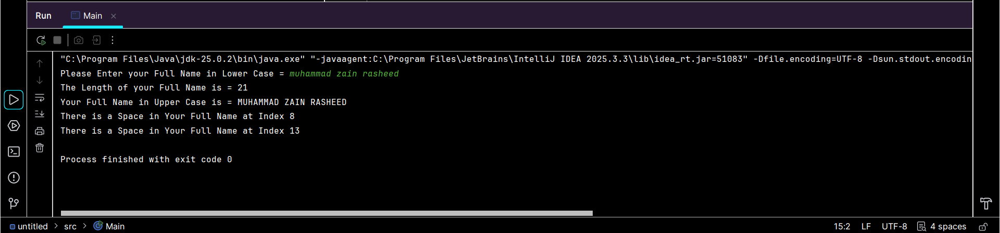 Run Main
"C:\Program Files\Java\jdk-25.0.2\bin\java.exe" "-javaagent:C:\Program Files\JetBrains\IntelliJ IDEA 2025.3.3\lib\idea_rt.jar=51083" -Dfile.encoding=UTF-8 -Dsun.stdout.encodin
Please Enter your Full Name in Lower Case = muhammad zain rasheed
The Length of your Full Name is = 21
Your Full Name in Upper Case is = MUHAMMAD ZAIN RASHEED
There is a Space in Your Full Name at Index 8
There is a Space in Your Full Name at Index 13
Process finished with exit code 0
untitled > src > Main 15:2 LF UTF-8 4 spaces